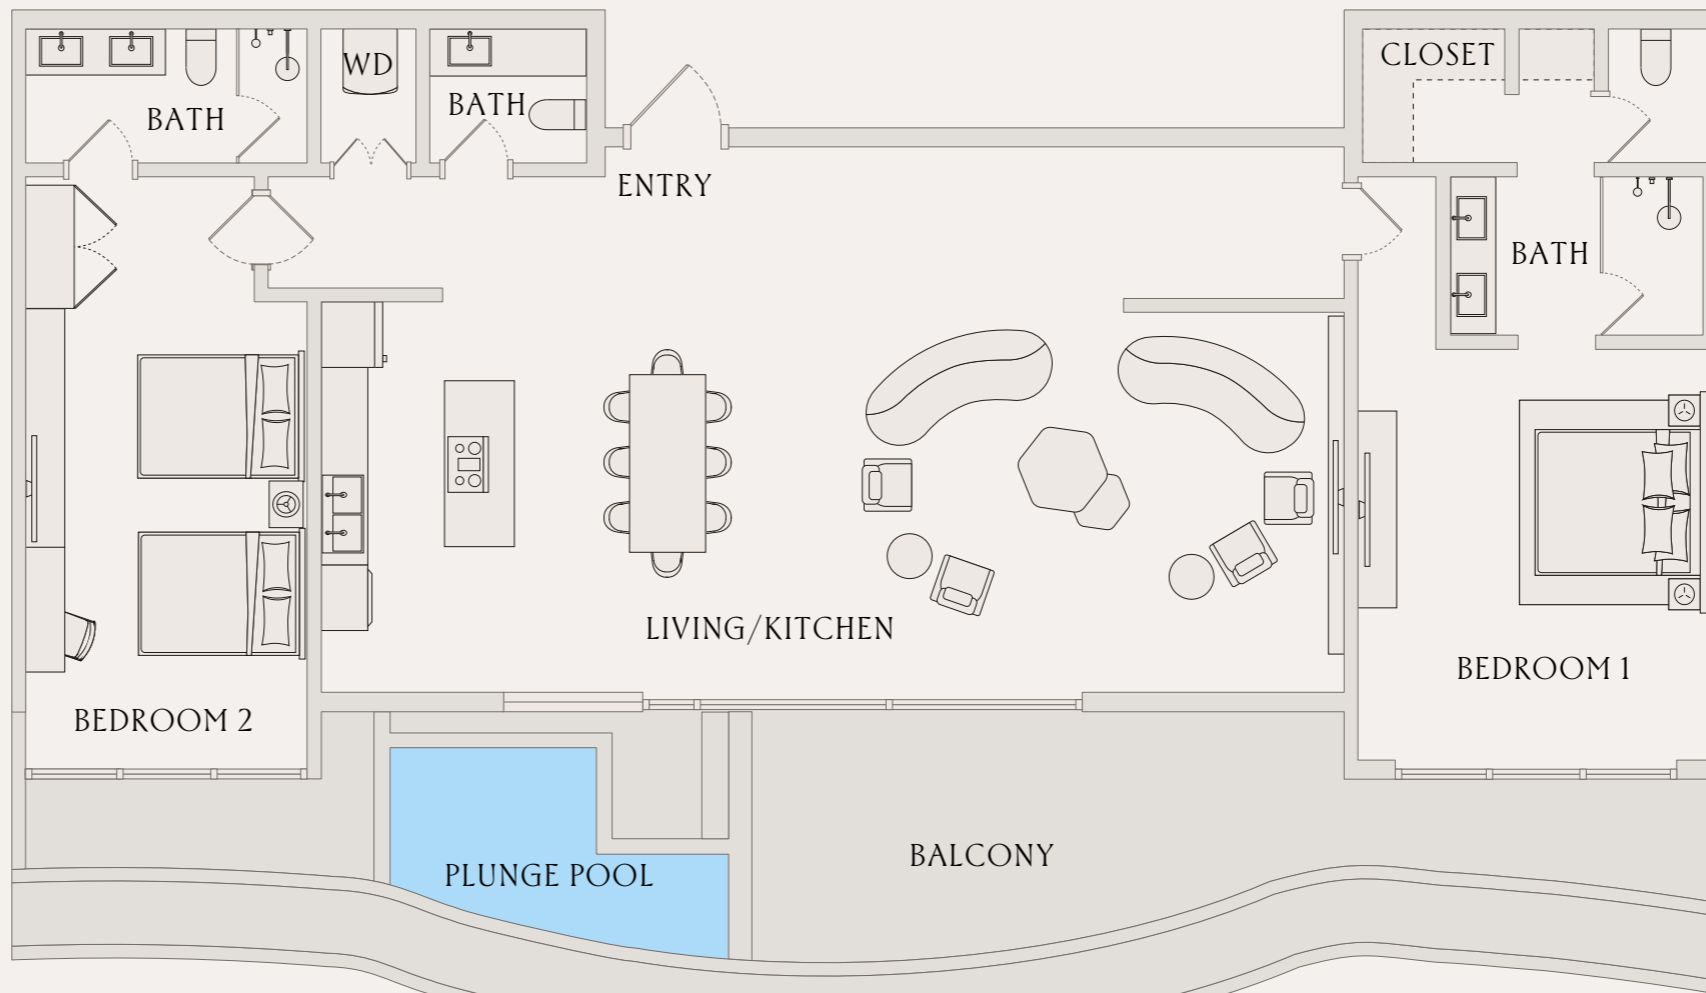 CLOSET
WD
BATH
BATH
ENTRY
BATH
LIVING/KITCHEN
BEDROOM 1
BEDROOM 2
BALCONY
PLUNGE POOL